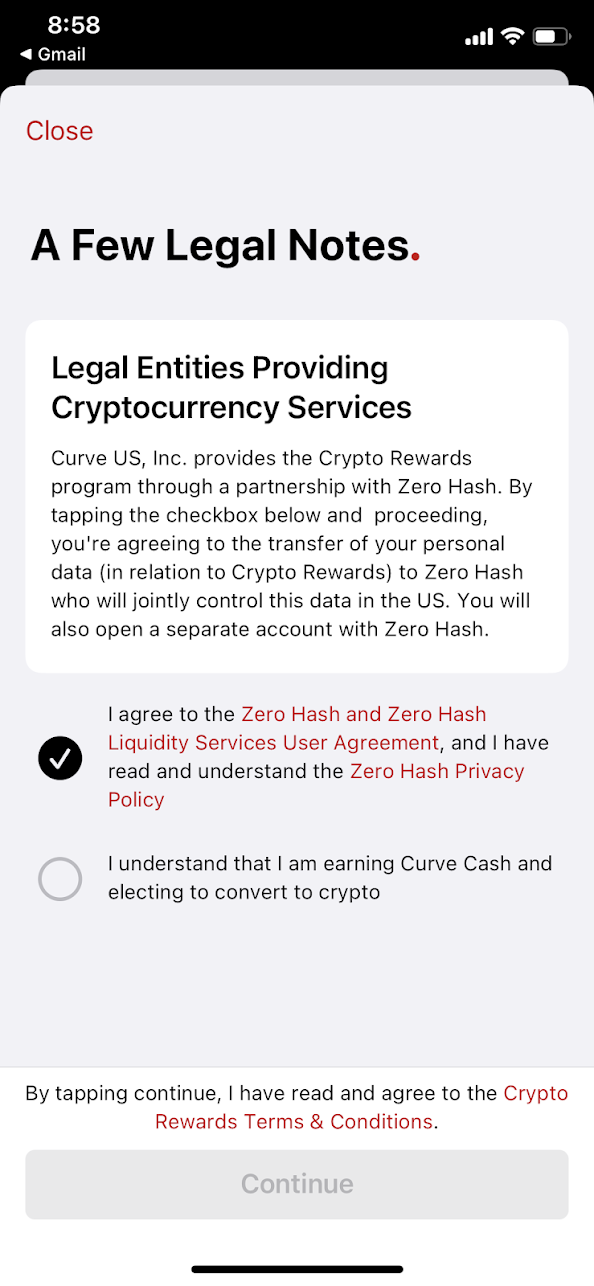 8:58
◀ Gmail
Close
A Few Legal Notes.
Legal Entities Providing
Cryptocurrency Services
Curve US, Inc. provides the Crypto Rewards
program through a partnership with Zero Hash. By
tapping the checkbox below and  proceeding,
you're agreeing to the transfer of your personal
data (in relation to Crypto Rewards) to Zero Hash
who will jointly control this data in the US. You will
also open a separate account with Zero Hash.
I agree to the Zero Hash and Zero Hash
Liquidity Services User Agreement, and I have
read and understand the Zero Hash Privacy
Policy
I understand that I am earning Curve Cash and
electing to convert to crypto
By tapping continue, I have read and agree to the Crypto
Rewards Terms & Conditions.
Continue